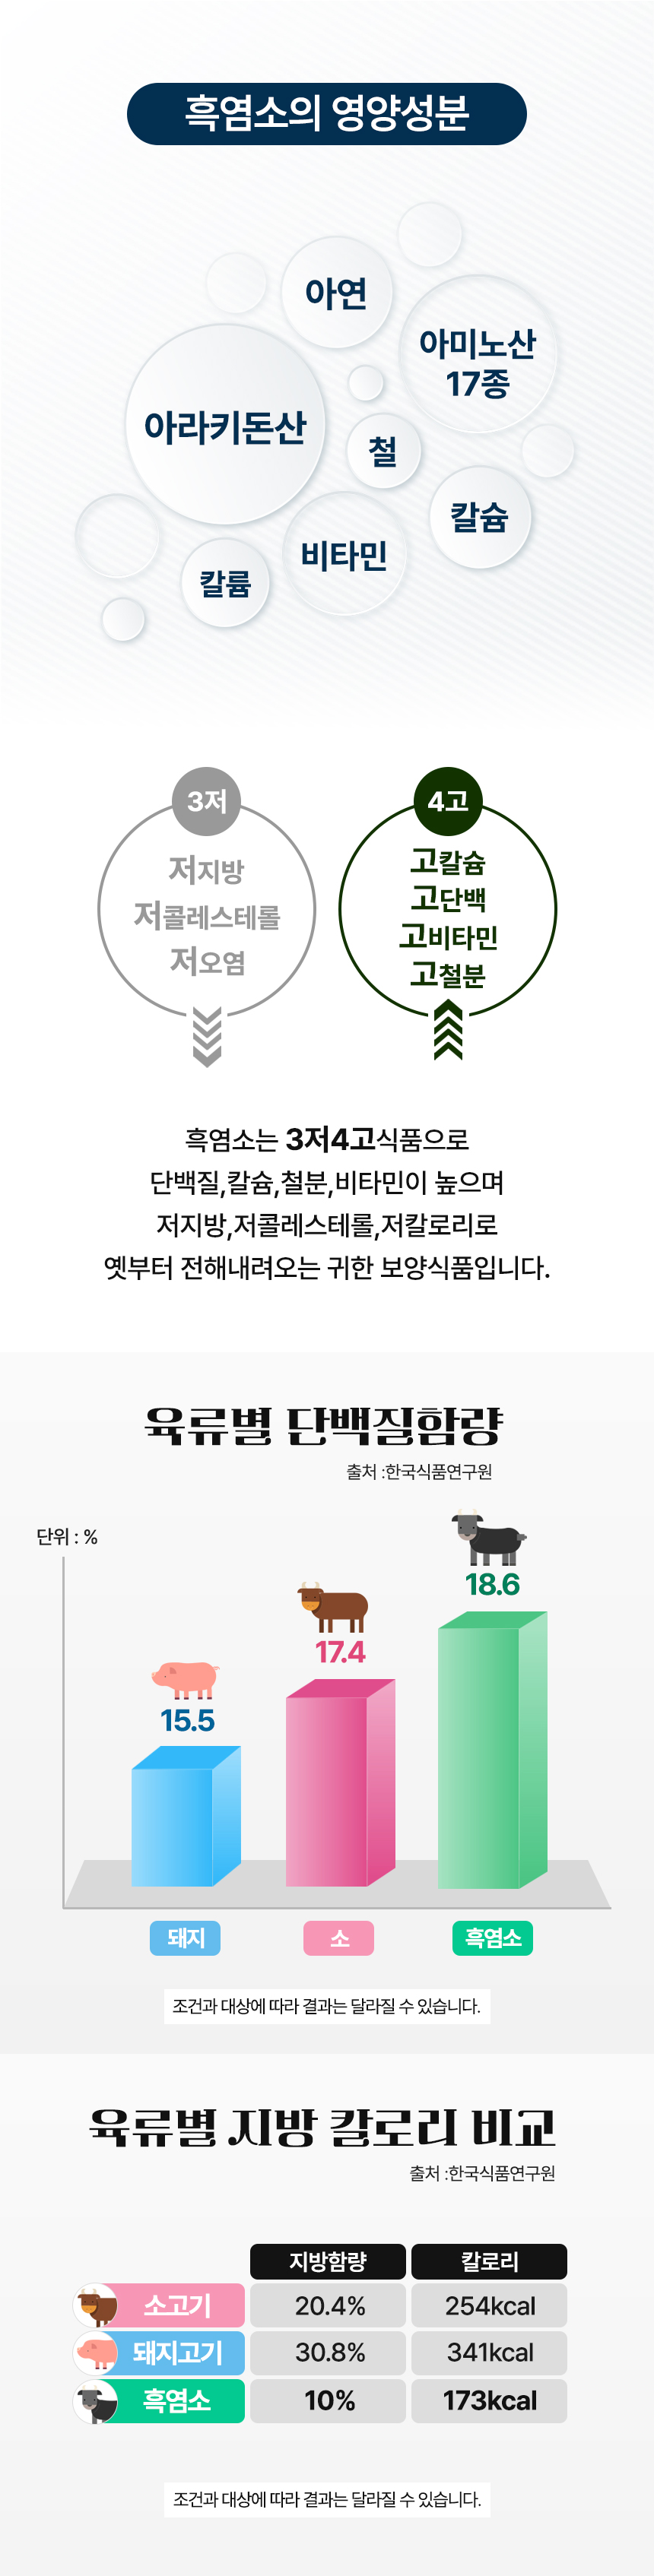 흑염소의 영양성분
아연
아미노산
17종
아라키돈산
철
칼슘
비타민
칼륨
3저
저지방
저콜레스테롤
저오염
4고
고칼슘
고단백
고비타민
고철분
흑염소는 3저4고식품으로
단백질,칼슘,철분,비타민이 높으며
저지방,저콜레스테롤,저칼로리로
옛부터 전해내려오는 귀한 보양식품입니다.
육류별 단백질함량
출처 :한국식품연구원
단위 : %
18.6
17.4
15.5
돼지
소
흑염소
조건과 대상에 따라 결과는 달라질 수 있습니다.
육류별 지방 칼로리 비교
출처 :한국식품연구원
지방함량 칼로리
소고기 20.4% 254kcal
돼지고기 30.8% 341kcal
흑염소 10% 173kcal
조건과 대상에 따라 결과는 달라질 수 있습니다.